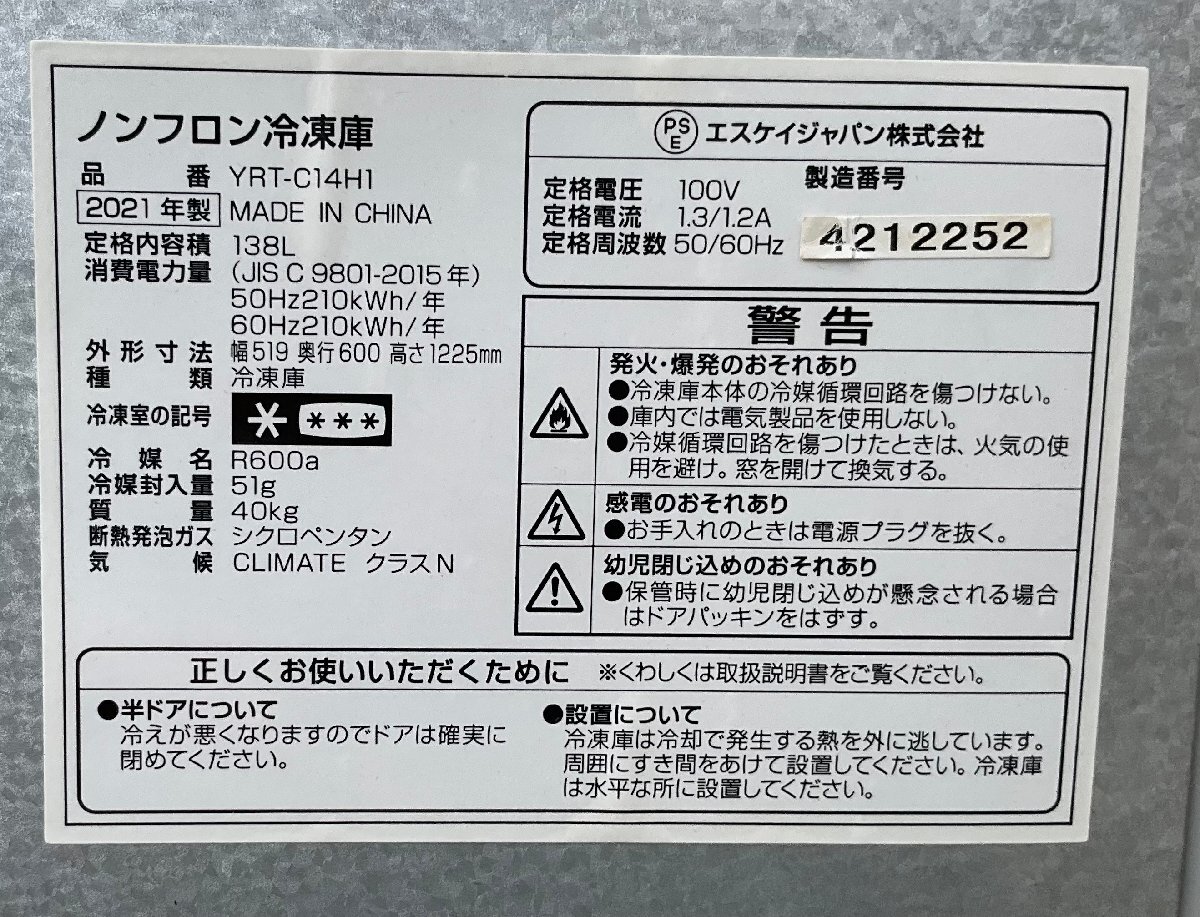 ノンフロン冷凍庫
品番 YRT-C14H1
2021年製 MADE IN CHINA
定格内容積 138L
消費電力量 (JIS C 9801-2015年)
50Hz210kWh/年
60Hz210kWh/年
外形寸法 幅519 奥行600 高さ1225mm
種類 冷凍庫
冷凍室の記号 * ***
冷媒名 R600a
冷媒封入量 51g
質量 40kg
断熱発泡ガス シクロペンタン
気候 CLIMATE クラスN
PSE エスケイジャパン株式会社
定格電圧 100V
定格電流 1.3/1.2A
定格周波数 50/60Hz
製造番号
4212252
警告
発火・爆発のおそれあり
●冷凍庫本体の冷媒循環回路を傷つけない。
●庫内では電気製品を使用しない。
●冷媒循環回路を傷つけたときは、火気の使
用を避け。窓を開けて換気する。
感電のおそれあり
●お手入れのときは電源プラグを抜く。
幼児閉じ込めのおそれあり
●保管時に幼児閉じ込めが懸念される場合
はドアパッキンをはずす。
正しくお使いいただくために ※くわしくは取扱説明書をご覧ください。
●半ドアについて
冷えが悪くなりますのでドアは確実に
閉めてください。
●設置について
冷凍庫は冷却で発生する熱を外に逃しています。
周囲にすき間をあけて設置してください。冷凍庫
は水平な所に設置してください。